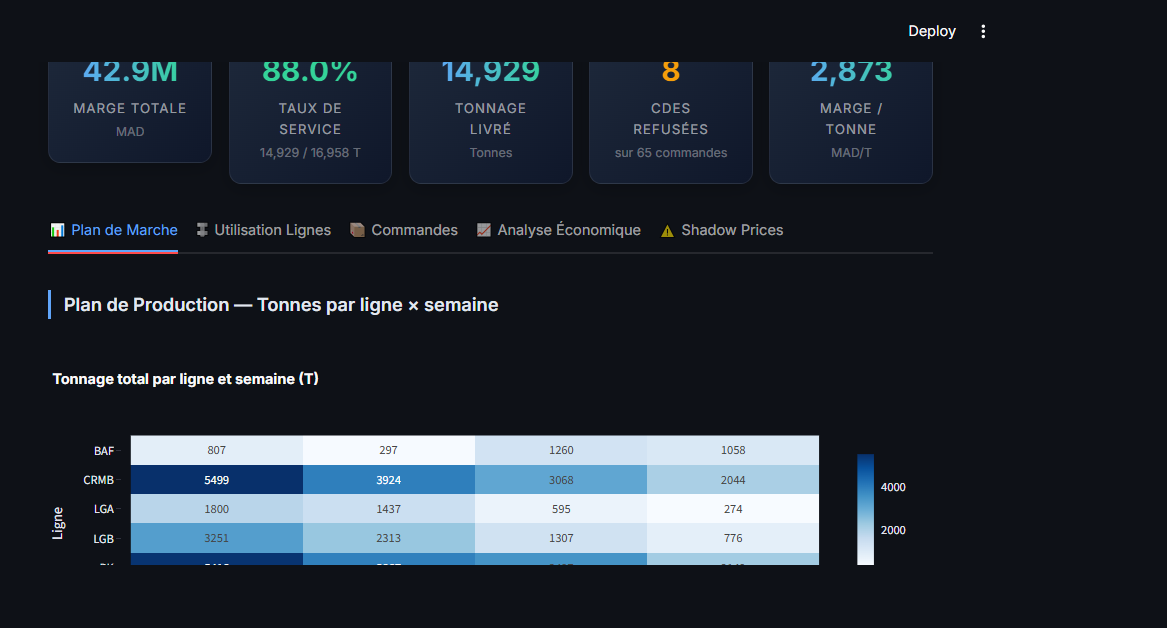 Deploy
42.9M
88.0%
14,929
8
2,873
MARGE TOTALE
MAD
TAUX DE
SERVICE
14,929 / 16,958 T
TONNAGE
LIVRÉ
Tonnes
CDES
REFUSÉES
sur 65 commandes
MARGE /
TONNE
MAD/T
Plan de Marche
Utilisation Lignes
Commandes
Analyse Économique
Shadow Prices
Plan de Production — Tonnes par ligne × semaine
Tonnage total par ligne et semaine (T)
Ligne
BAF 807 297 1260 1058
CRMB 5499 3924 3068 2044
LGA 1800 1437 595 274
LGB 3251 2313 1307 776
4000
2000